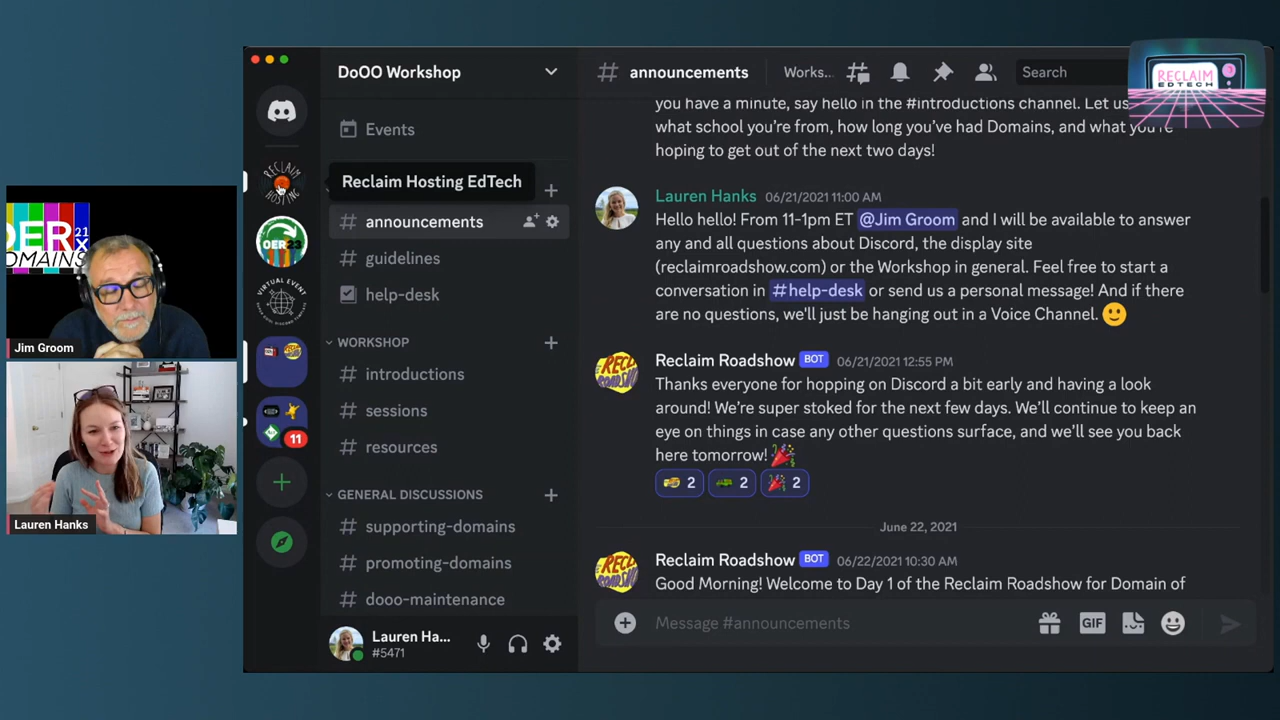 OER
21
X
DOMAINS
Jim Groom
Lauren Hanks
RECLAIM
HOSTING
OER23
VIRTUAL EVENT
11
DoOO Workshop
Events
Reclaim Hosting EdTech
announcements
guidelines
help-desk
WORKSHOP
introductions
sessions
resources
GENERAL DISCUSSIONS
supporting-domains
promoting-domains
dooo-maintenance
Lauren Ha...
#5471
announcements
Works...
Search
RECLAIM
EDTECH
you have a minute, say hello in the #introductions channel. Let us
what school you're from, how long you've had Domains, and what you're
hoping to get out of the next two days!
Lauren Hanks 06/21/2021 11:00 AM
Hello hello! From 11-1pm ET @Jim Groom and I will be available to answer
any and all questions about Discord, the display site
(reclaimroadshow.com) or the Workshop in general. Feel free to start a
conversation in #help-desk or send us a personal message! And if there
are no questions, we'll just be hanging out in a Voice Channel. 🙂
Reclaim Roadshow BOT 06/21/2021 12:55 PM
Thanks everyone for hopping on Discord a bit early and having a look
around! We're super stoked for the next few days. We'll continue to keep an
eye on things in case any other questions surface, and we'll see you back
here tomorrow! 🎉
2 2 🎉 2
June 22, 2021
Reclaim Roadshow BOT 06/22/2021 10:30 AM
Good Morning! Welcome to Day 1 of the Reclaim Roadshow for Domain of
Message #announcements
GIF